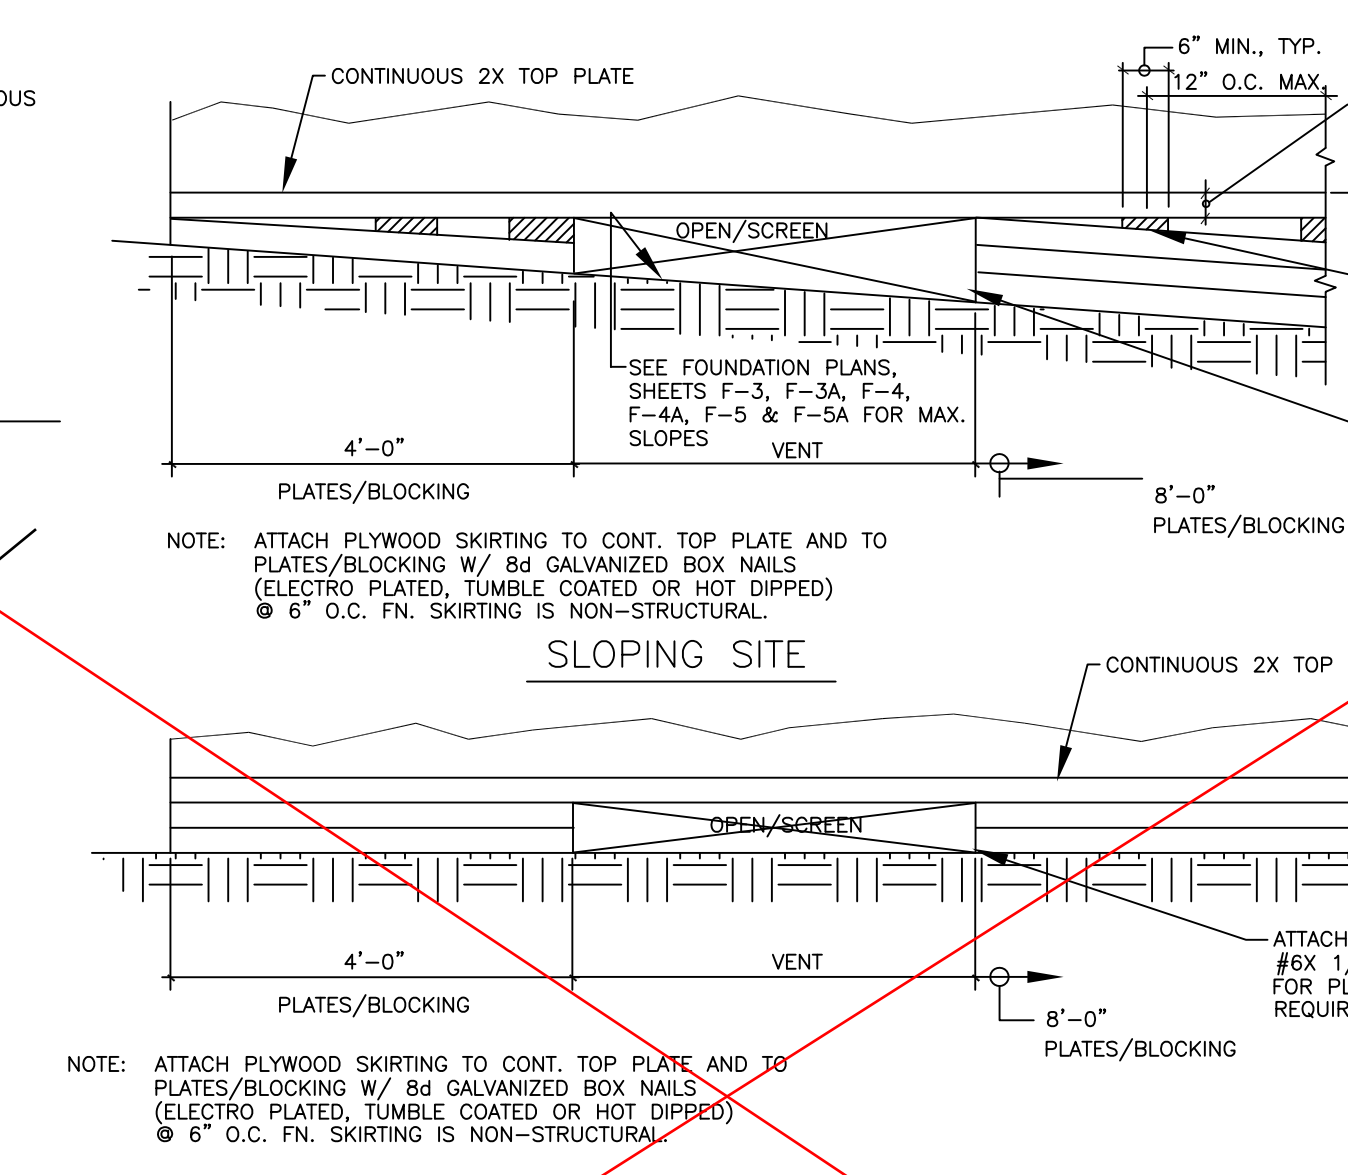 6” MIN., TYP.
CONTINUOUS 2X TOP PLATE
12” O.C. MAX.
OUS
OPEN/SCREEN
SEE FOUNDATION PLANS,
SHEETS F-3, F-3A, F-4,
F-4A, F-5 & F-5A FOR MAX.
SLOPES
4'-0”
VENT
PLATES/BLOCKING
8'-0”
PLATES/BLOCKING
NOTE: ATTACH PLYWOOD SKIRTING TO CONT. TOP PLATE AND TO
PLATES/BLOCKING W/ 8d GALVANIZED BOX NAILS
(ELECTRO PLATED, TUMBLE COATED OR HOT DIPPED)
@ 6” O.C. FN. SKIRTING IS NON-STRUCTURAL.
SLOPING SITE
CONTINUOUS 2X TOP
OPEN/SCREEN
ATTACH
#6X 1/
FOR PL
REQUIR
4'-0”
VENT
PLATES/BLOCKING
8'-0”
PLATES/BLOCKING
NOTE: ATTACH PLYWOOD SKIRTING TO CONT. TOP PLATE AND TO
PLATES/BLOCKING W/ 8d GALVANIZED BOX NAILS
(ELECTRO PLATED, TUMBLE COATED OR HOT DIPPED)
@ 6” O.C. FN. SKIRTING IS NON-STRUCTURAL.